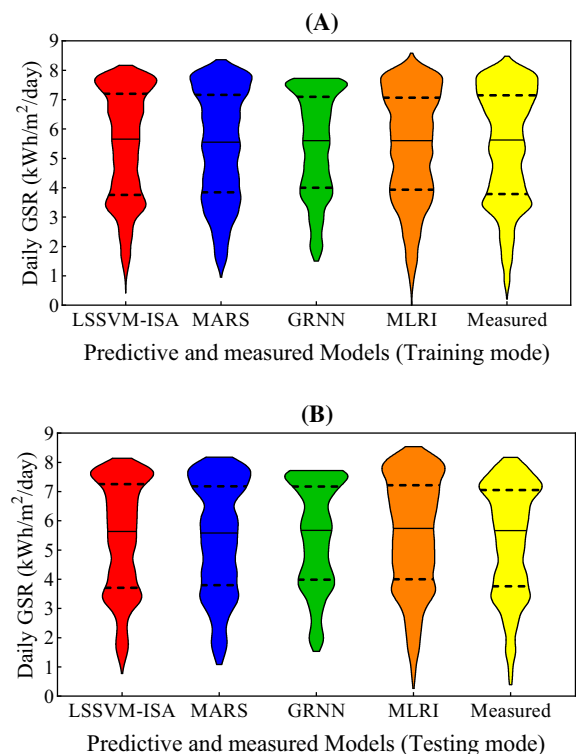 (A)
Daily GSR (kWh/m²/day)
9
8
7
6
5
4
3
2
1
0
LSSVM-ISA MARS GRNN MLRI Measured
Predictive and measured Models (Training mode)
(B)
Daily GSR (kWh/m²/day)
9
8
7
6
5
4
3
2
1
0
LSSVM-ISA MARS GRNN MLRI Measured
Predictive and measured Models (Testing mode)